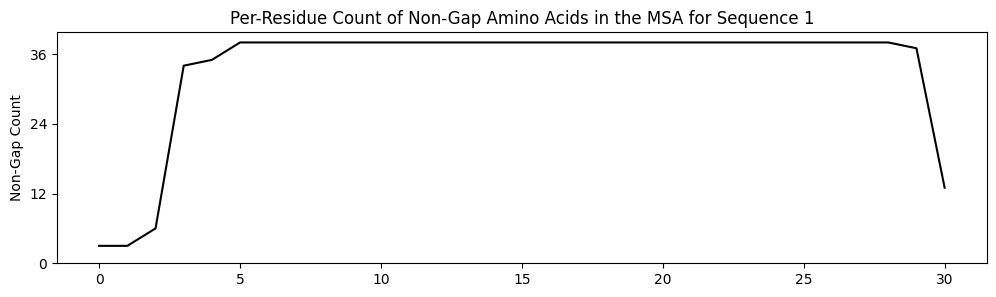 Per-Residue Count of Non-Gap Amino Acids in the MSA for Sequence 1
Non-Gap Count
36
24
12
0
0 5 10 15 20 25 30